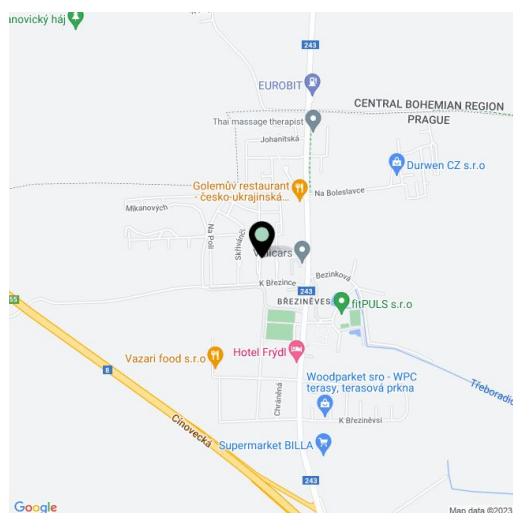 anovický háj
243
EUROBIT
CENTRAL BOHEMIAN REGION
PRAGUE
Thai massage therapist
Johanitská
Durwen CZ s.r.o
Golemův restaurant
- česko-ukrajinská...
Na Boleslavce
Mikanových
Na Poli
Skřivánčí
cars
Bezinková
K Březince
243
BŘEZINĚVES
fitPULS s.r.o
8
Hotel Frýdl
Vazari food s.r.o
Woodparket sro - WPC
terasy, terasová prkna
Chráněná
Třeboradic
Cínovecká
K Březiněvsi
Supermarket BILLA
243
Google
Map data ©2023